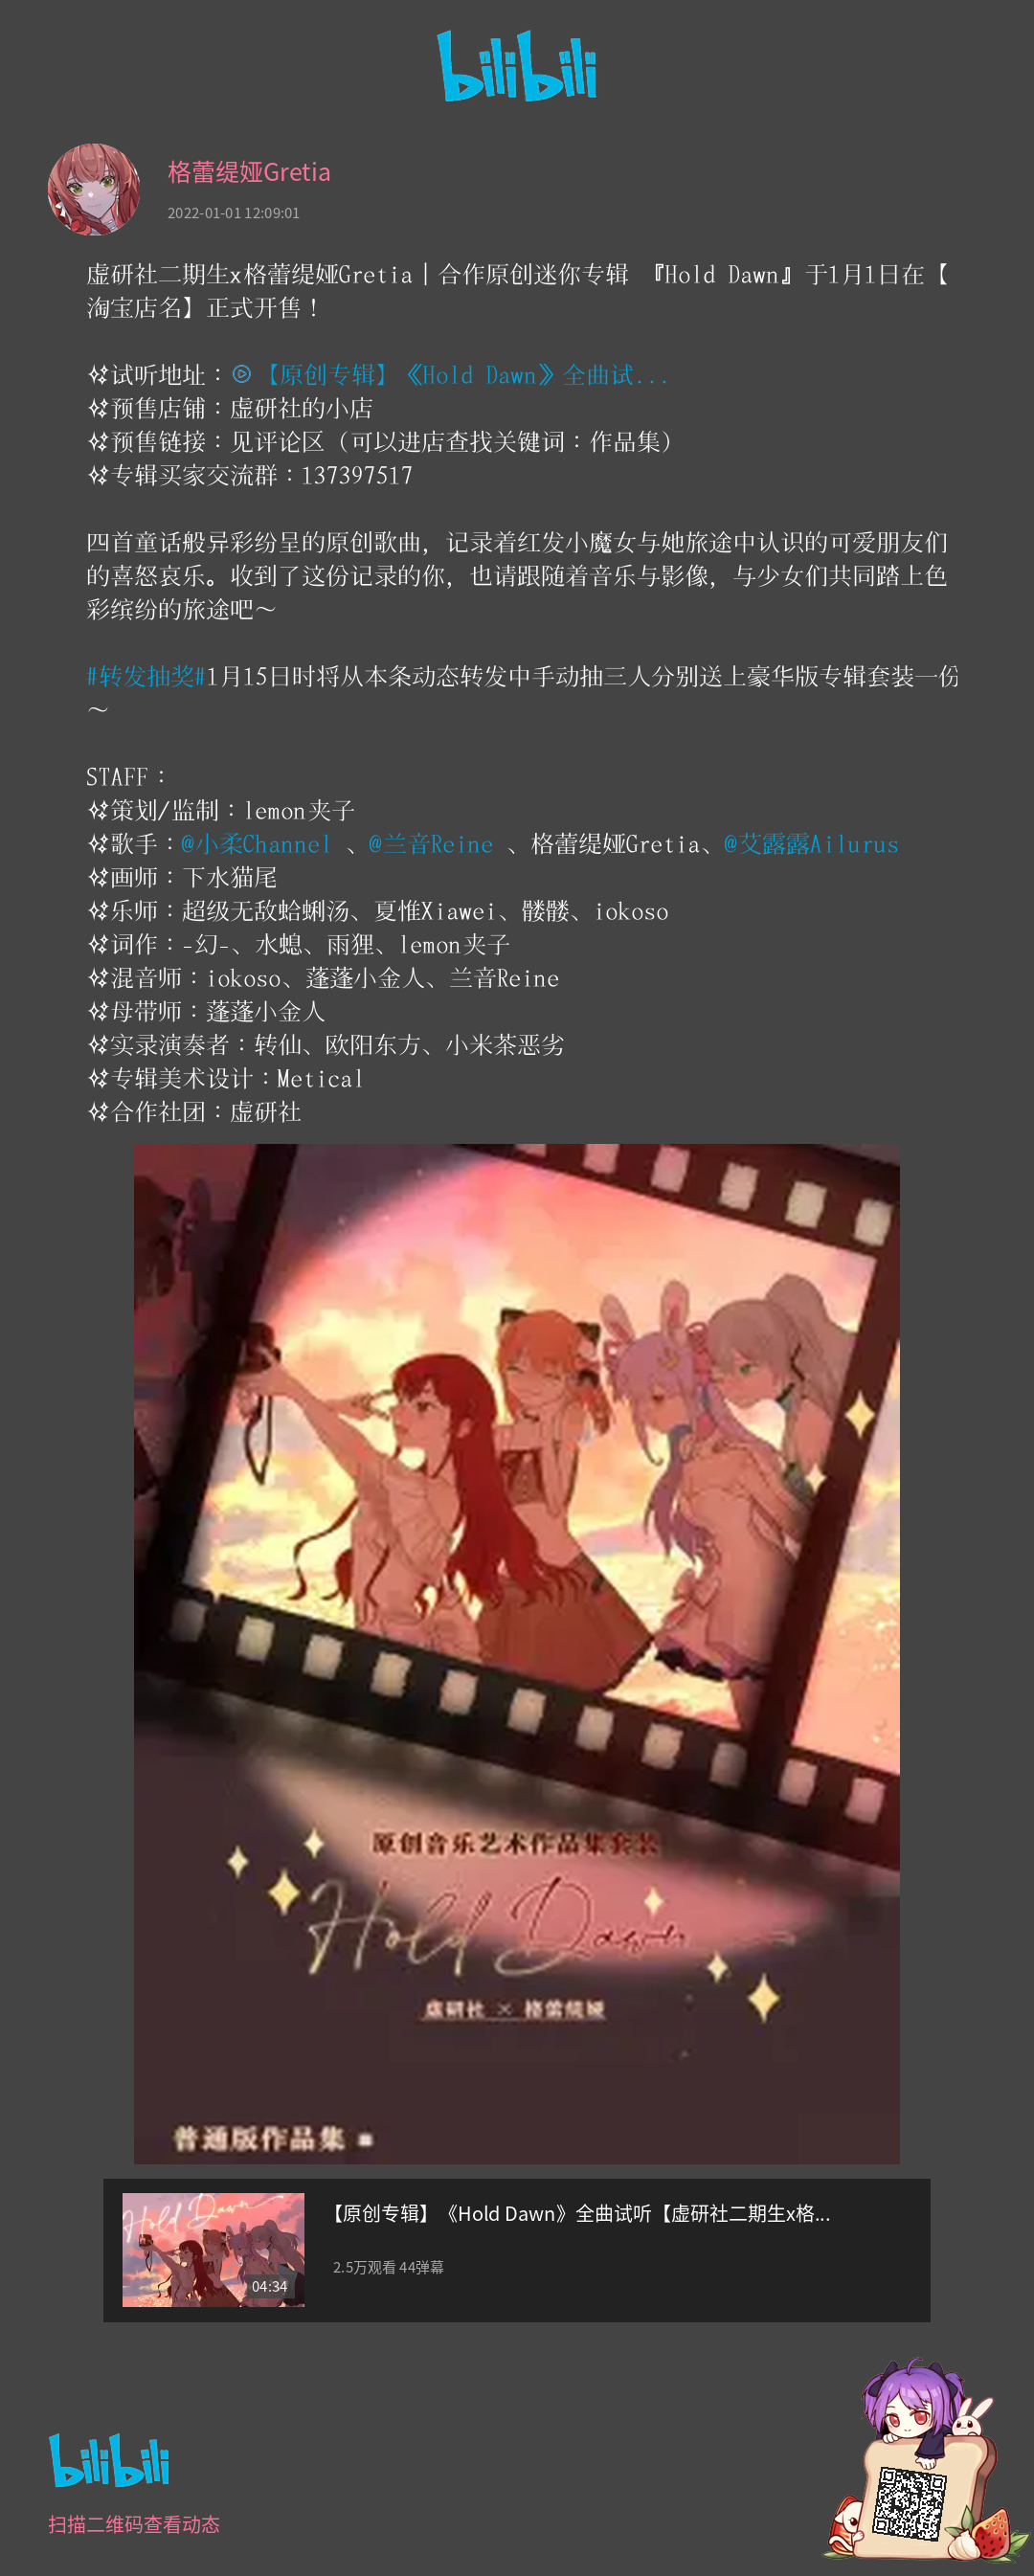 bilibili
格蕾缇娅Gretia
2022-01-01 12:09:01
虚研社二期生x格蕾缇娅Gretia｜合作原创迷你专辑 『Hold Dawn』于1月1日在【
淘宝店名】正式开售！
试听地址：【原创专辑】《Hold Dawn》全曲试...
预售店铺：虚研社的小店
预售链接：见评论区（可以进店查找关键词：作品集）
专辑买家交流群：137397517
四首童话般异彩纷呈的原创歌曲，记录着红发小魔女与她旅途中认识的可爱朋友们
的喜怒哀乐。收到了这份记录的你，也请跟随着音乐与影像，与少女们共同踏上色
彩缤纷的旅途吧～
#转发抽奖#1月15日时将从本条动态转发中手动抽三人分别送上豪华版专辑套装一份
～
STAFF：
策划/监制：lemon夹子
歌手：@小柔Channel 、@兰音Reine 、格蕾缇娅Gretia、@艾露露Ailurus
画师：下水猫尾
乐师：超级无敌蛤蜊汤、夏惟Xiawei、髅髅、iokoso
词作：-幻-、水螅、雨狸、lemon夹子
混音师：iokoso、蓬蓬小金人、兰音Reine
母带师：蓬蓬小金人
实录演奏者：转仙、欧阳东方、小米茶恶劣
专辑美术设计：Metical
合作社团：虚研社
原创音乐艺术作品集套装
Hold Dawn
虚研社 × 格蕾缇娅
普通版作品集
Hold Dawn
04:34
【原创专辑】《Hold Dawn》全曲试听【虚研社二期生x格...
2.5万观看 44弹幕
bilibili
扫描二维码查看动态